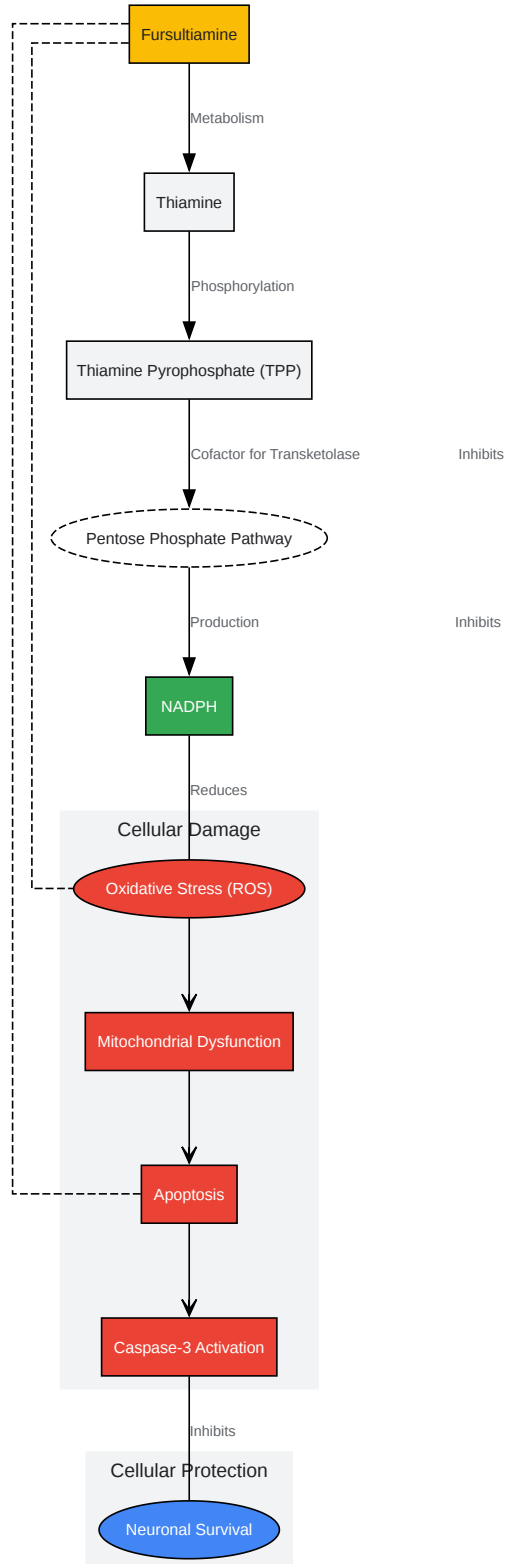 Fursultiamine
Metabolism
Thiamine
Phosphorylation
Thiamine Pyrophosphate (TPP)
Cofactor for Transketolase
Inhibits
Pentose Phosphate Pathway
Production
Inhibits
NADPH
Reduces
Cellular Damage
Oxidative Stress (ROS)
Mitochondrial Dysfunction
Apoptosis
Caspase-3 Activation
Inhibits
Cellular Protection
Neuronal Survival